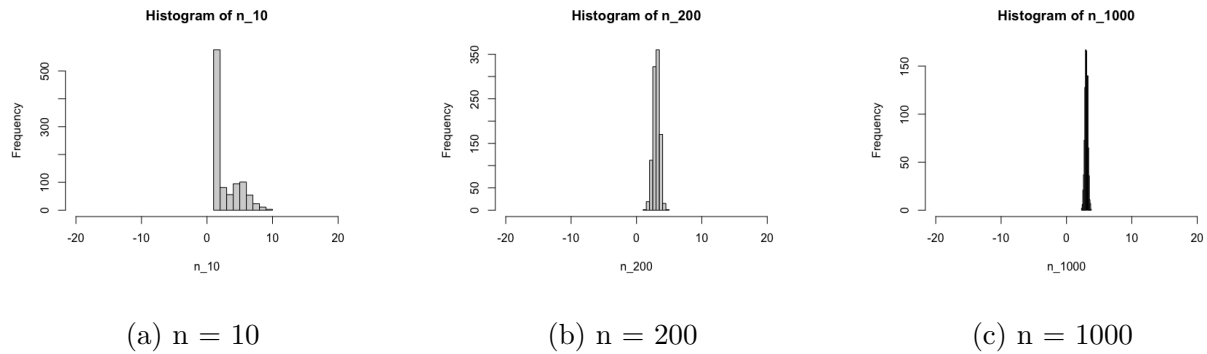 Histogram of n_10
Frequency
0 100 300 500
-20 -10 0 10 20
n_10
(a) n = 10
Histogram of n_200
Frequency
0 50 150 250 350
-20 -10 0 10 20
n_200
(b) n = 200
Histogram of n_1000
Frequency
0 50 100 150
-20 -10 0 10 20
n_1000
(c) n = 1000